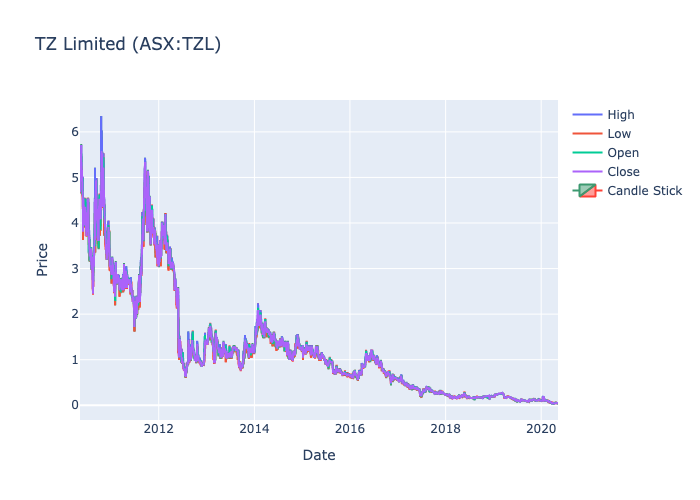 TZ Limited (ASX:TZL)
High
Low
Open
Close
Candle Stick
Price
6
5
4
3
2
1
0
2012 2014 2016 2018 2020
Date